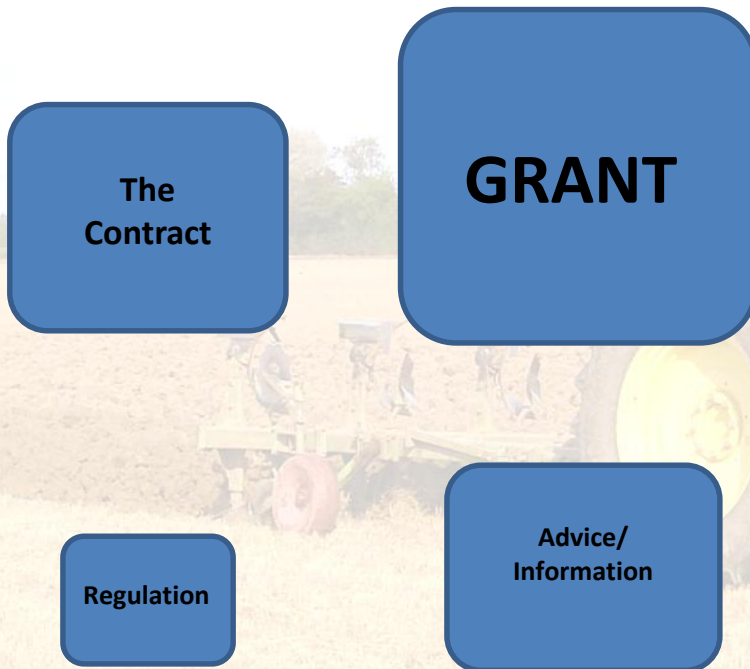 The
Contract
GRANT
Regulation
Advice/
Information